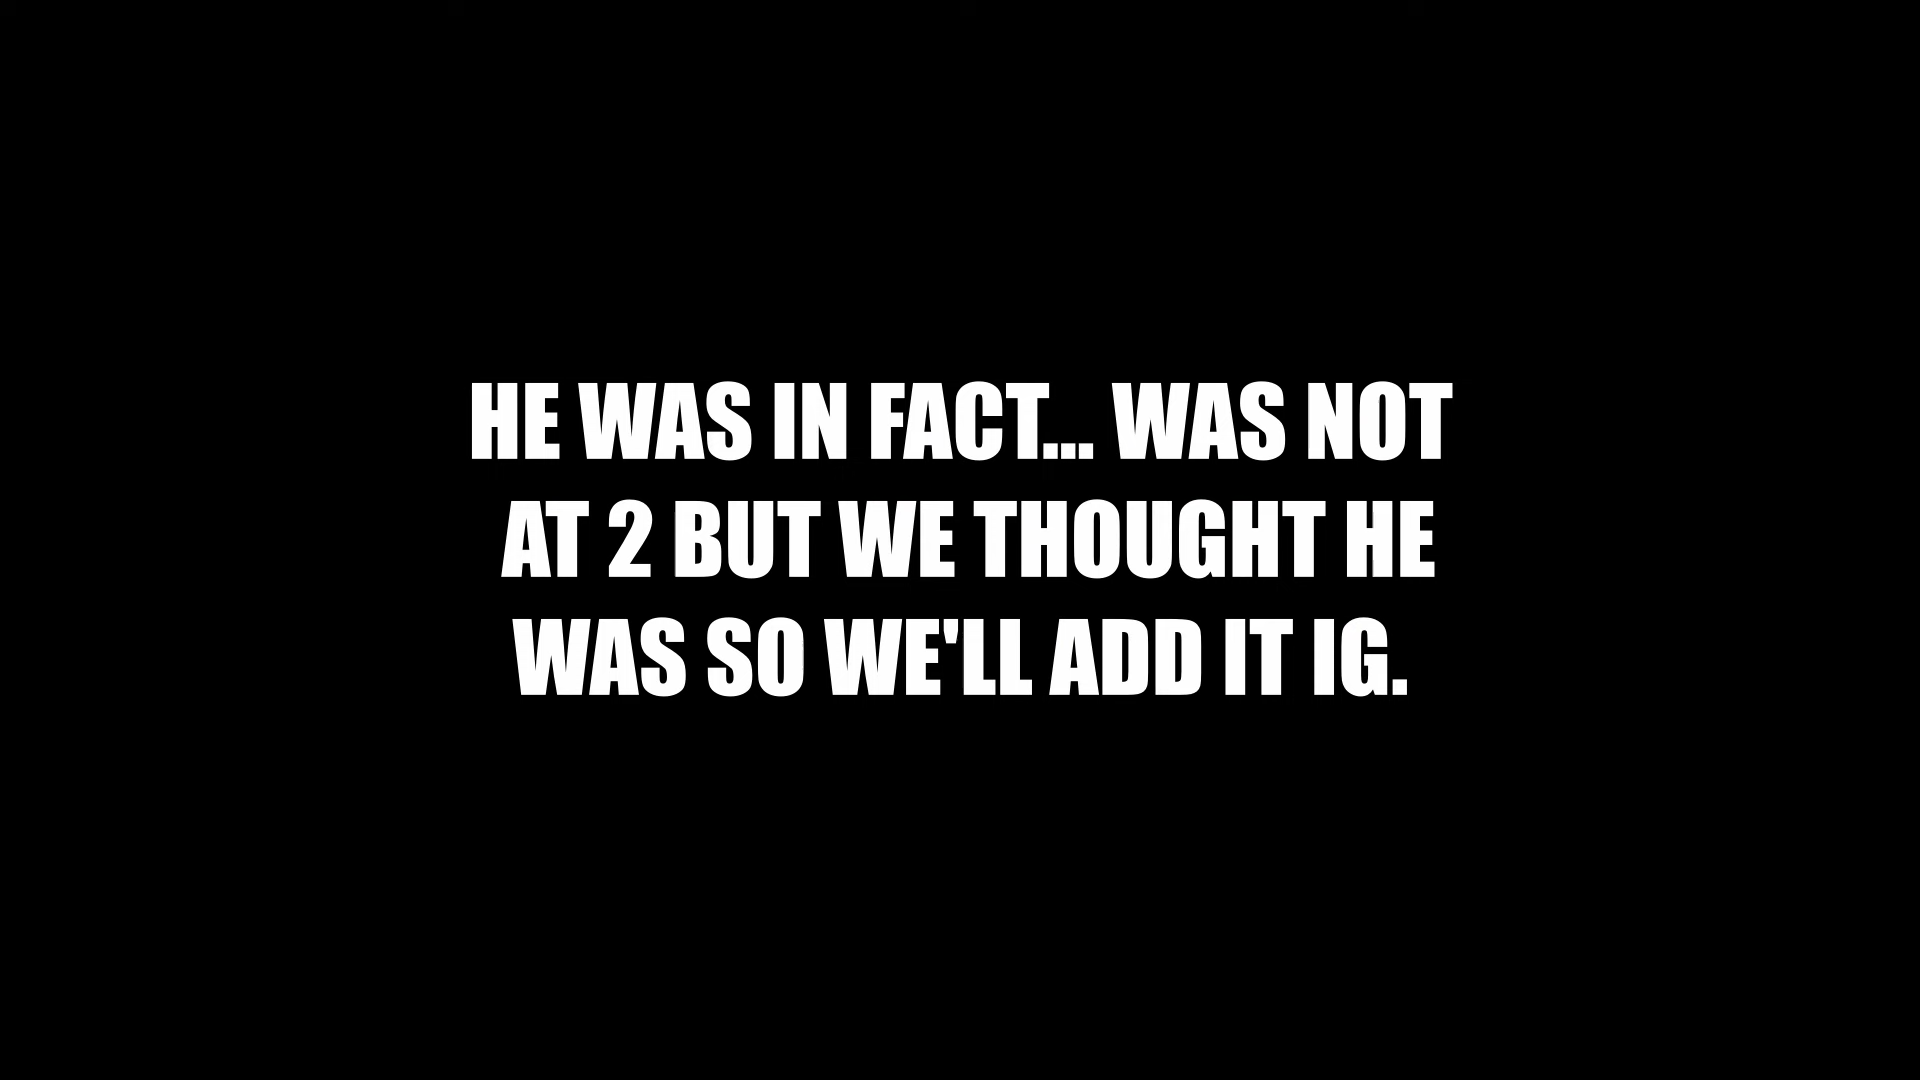 HE WAS IN FACT... WAS NOT
AT 2 BUT WE THOUGHT HE
WAS SO WE'LL ADD IT IG.